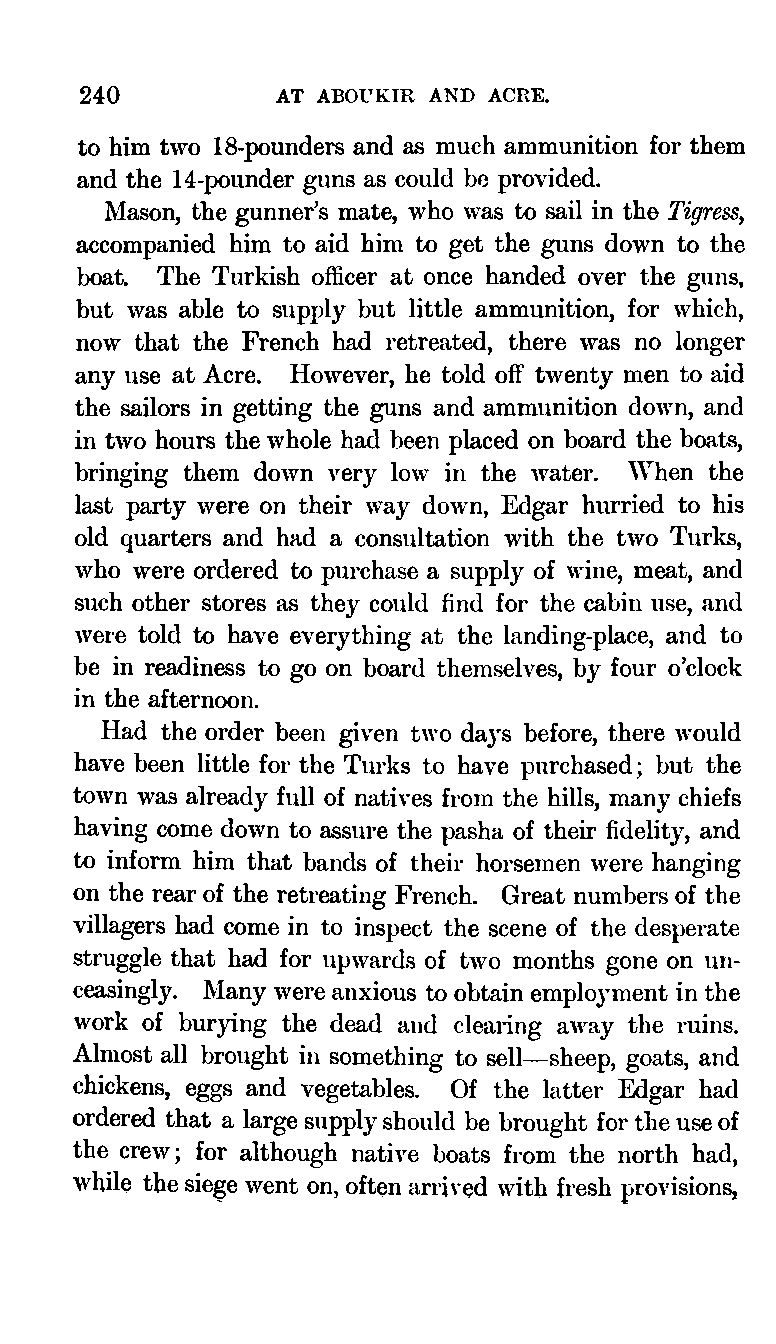 240 AT ABOUKIR AND ACRE.
to him two 18-pounders and as much ammunition for them
and the 14-pounder guns as could be provided.
Mason, the gunner's mate, who was to sail in the Tigress,
accompanied him to aid him to get the guns down to the
boat. The Turkish officer at once handed over the guns,
but was able to supply but little ammunition, for which,
now that the French had retreated, there was no longer
any use at Acre. However, he told off twenty men to aid
the sailors in getting the guns and ammunition down, and
in two hours the whole had been placed on board the boats,
bringing them down very low in the water. When the
last party were on their way down, Edgar hurried to his
old quarters and had a consultation with the two Turks,
who were ordered to purchase a supply of wine, meat, and
such other stores as they could find for the cabin use, and
were told to have everything at the landing-place, and to
be in readiness to go on board themselves, by four o'clock
in the afternoon.
Had the order been given two days before, there would
have been little for the Turks to have purchased; but the
town was already full of natives from the hills, many chiefs
having come down to assure the pasha of their fidelity, and
to inform him that bands of their horsemen were hanging
on the rear of the retreating French. Great numbers of the
villagers had come in to inspect the scene of the desperate
struggle that had for upwards of two months gone on un-
ceasingly. Many were anxious to obtain employment in the
work of burying the dead and clearing away the ruins.
Almost all brought in something to sell—sheep, goats, and
chickens, eggs and vegetables. Of the latter Edgar had
ordered that a large supply should be brought for the use of
the crew; for although native boats from the north had,
while the siege went on, often arrived with fresh provisions,